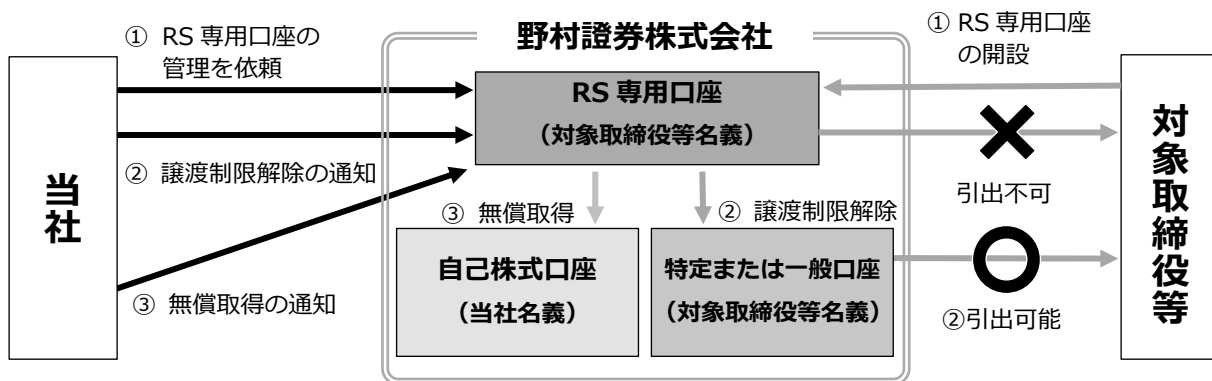 野村證券株式会社
① RS 専用口座の
管理を依頼
① RS 専用口座
の開設
RS 専用口座
（対象取締役等名義）
当社
対象取締役等
② 譲渡制限解除の通知
引出不可
③ 無償取得
② 譲渡制限解除
自己株式口座
（当社名義）
特定または一般口座
（対象取締役等名義）
③ 無償取得の通知
②引出可能